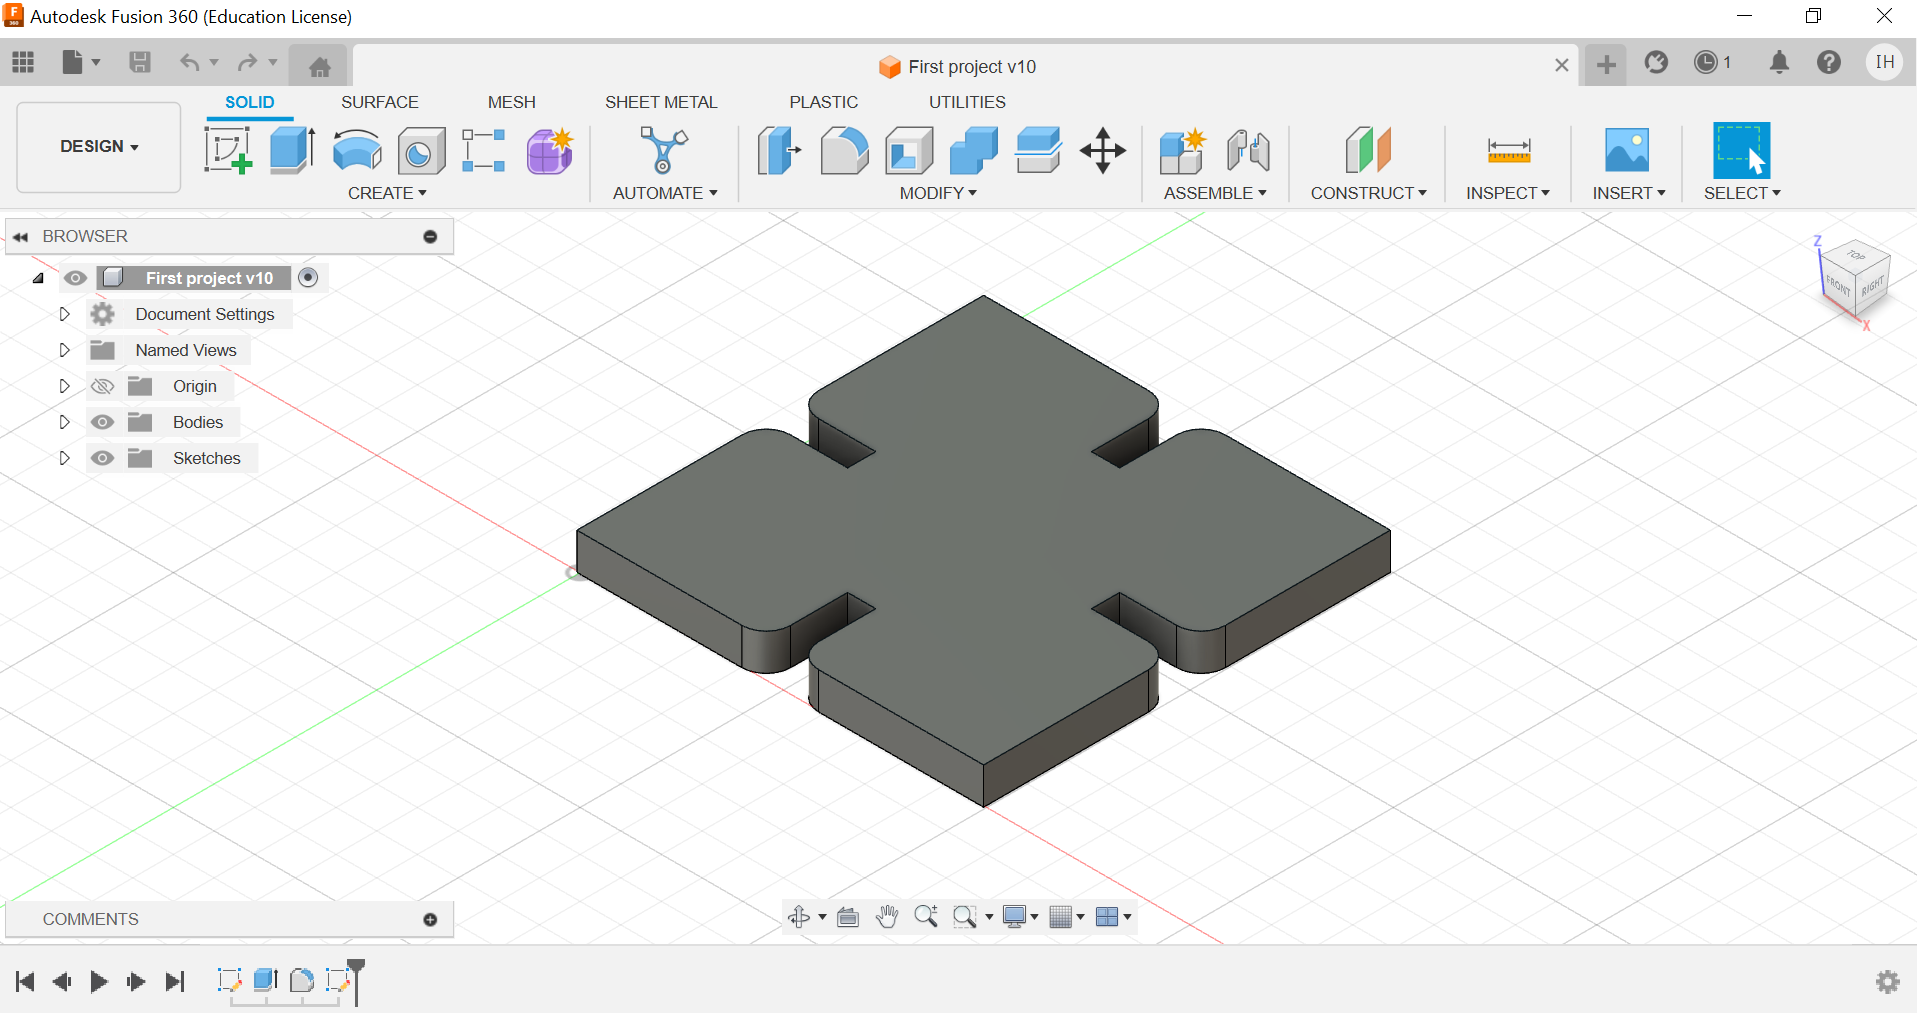 Autodesk Fusion 360 (Education License)
First project v10
1
IH
SOLID SURFACE MESH SHEET METAL PLASTIC UTILITIES
DESIGN
CREATE AUTOMATE MODIFY ASSEMBLE CONSTRUCT INSPECT INSERT SELECT
BROWSER
First project v10
Document Settings
Named Views
Origin
Bodies
Sketches
Z
TOP
FRONT RIGHT
X
COMMENTS